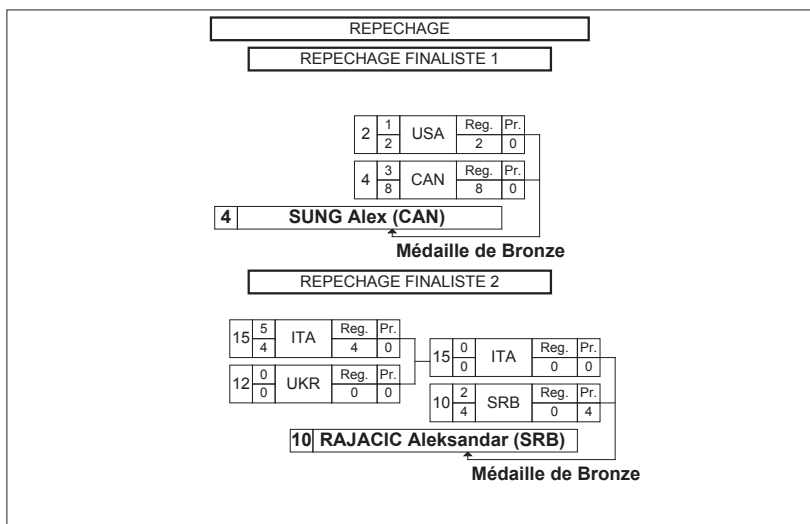 REPECHAGE
REPECHAGE FINALISTE 1
2 1 USA Reg. Pr.
2 2 0
4 3 CAN Reg. Pr.
8 8 0
4 SUNG Alex (CAN)
Médaille de Bronze
REPECHAGE FINALISTE 2
15 5 ITA Reg. Pr.
4 4 0
12 0 UKR Reg. Pr.
0 0 0
15 0 ITA Reg. Pr.
0 0 0
10 2 SRB Reg. Pr.
4 0 4
10 RAJACIC Aleksandar (SRB)
Médaille de Bronze